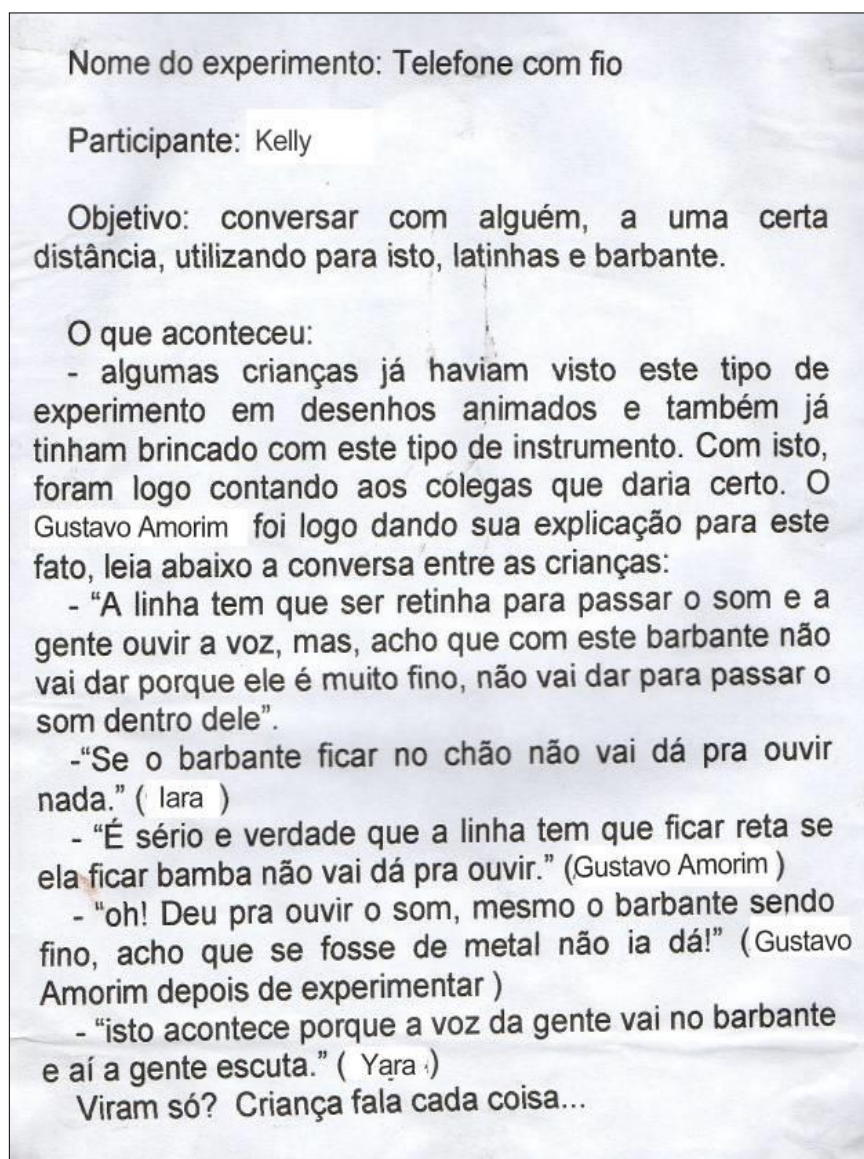 Nome do experimento: Telefone com fio
Participante: Kelly
Objetivo: conversar com alguém, a uma certa
distância, utilizando para isto, latinhas e barbante.
O que aconteceu:
- algumas crianças já haviam visto este tipo de
experimento em desenhos animados e também já
tinham brincado com este tipo de instrumento. Com isto,
foram logo contando aos colegas que daria certo. O
Gustavo Amorim foi logo dando sua explicação para este
fato, leia abaixo a conversa entre as crianças:
- “A linha tem que ser retinha para passar o som e a
gente ouvir a voz, mas, acho que com este barbante não
vai dar porque ele é muito fino, não vai dar para passar o
som dentro dele”.
-“Se o barbante ficar no chão não vai dá pra ouvir
nada.” ( Iara )
- “É sério e verdade que a linha tem que ficar reta se
ela ficar bamba não vai dá pra ouvir.” (Gustavo Amorim )
- “oh! Deu pra ouvir o som, mesmo o barbante sendo
fino, acho que se fosse de metal não ia dá!” ( Gustavo
Amorim depois de experimentar )
- “isto acontece porque a voz da gente vai no barbante
e aí a gente escuta.” ( Yara )
Viram só? Criança fala cada coisa...